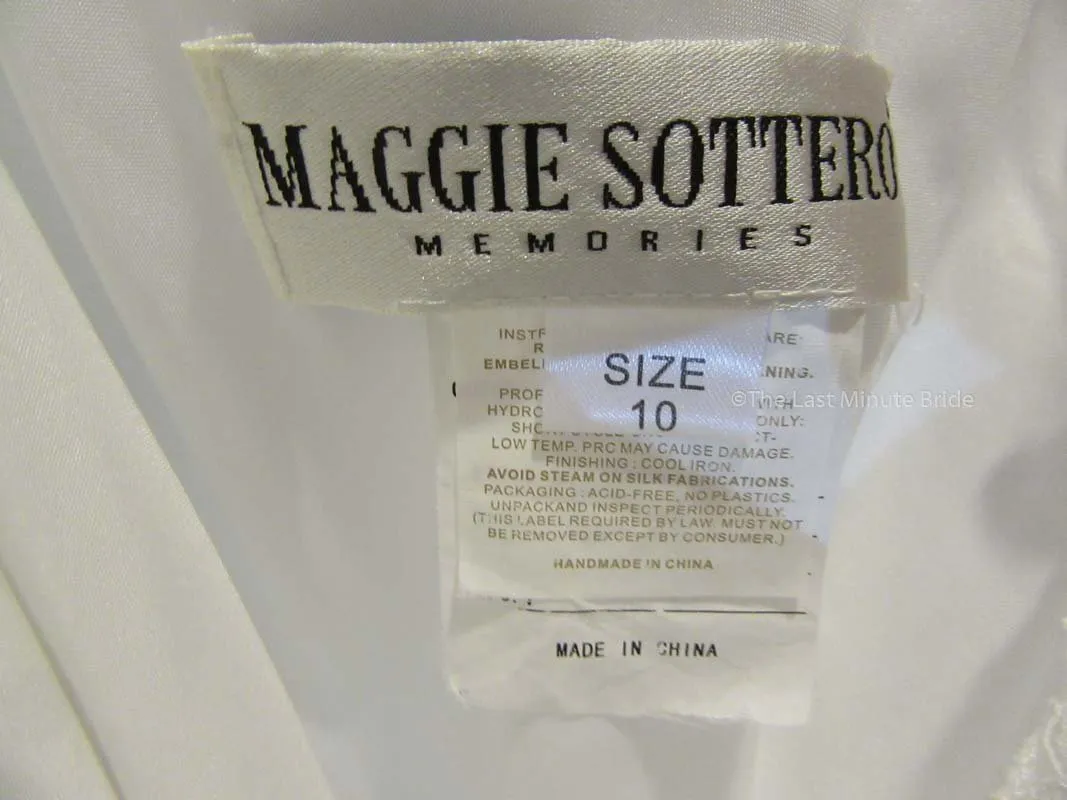 MAGGIE SOTTERO
MEMORIES
SIZE
10
©The Last Minute Bride
LOW TEMP. PRC MAY CAUSE DAMAGE.
FINISHING : COOL IRON.
AVOID STEAM ON SILK FABRICATIONS.
PACKAGING : ACID-FREE, NO PLASTICS.
UNPACKAND INSPECT PERIODICALLY.
(THIS LABEL REQUIRED BY LAW. MUST NOT
BE REMOVED EXCEPT BY CONSUMER.)
HANDMADE IN CHINA
MADE IN CHINA